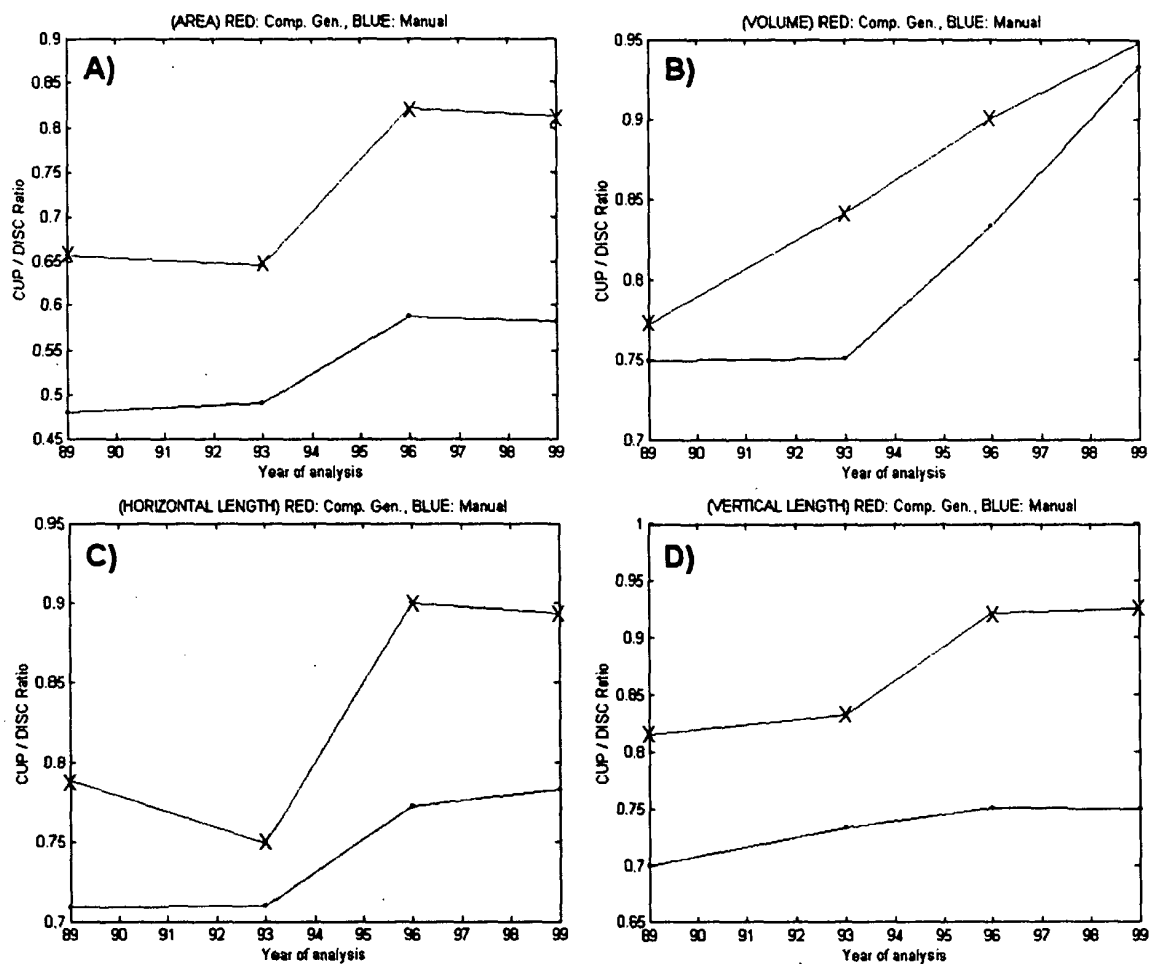 (AREA) RED: Comp. Gen., BLUE: Manual
A)
0.9
0.85
0.8
0.75
0.7
0.65
0.6
0.55
0.5
0.45
CUP / DISC Ratio
89 90 91 92 93 94 95 96 97 98 99
Year of analysis
(VOLUME) RED: Comp. Gen., BLUE: Manual
B)
0.95
0.9
0.85
0.8
0.75
0.7
CUP / DISC Ratio
89 90 91 92 93 94 95 96 97 98 99
Year of analysis
(HORIZONTAL LENGTH) RED: Comp. Gen., BLUE: Manual
C)
0.95
0.9
0.85
0.8
0.75
0.7
CUP / DISC Ratio
89 90 91 92 93 94 95 96 97 98 99
Year of analysis
(VERTICAL LENGTH) RED: Comp. Gen., BLUE: Manual
D)
1
0.95
0.9
0.85
0.8
0.75
0.7
0.65
CUP / DISC Ratio
89 90 91 92 93 94 95 96 97 98 99
Year of analysis